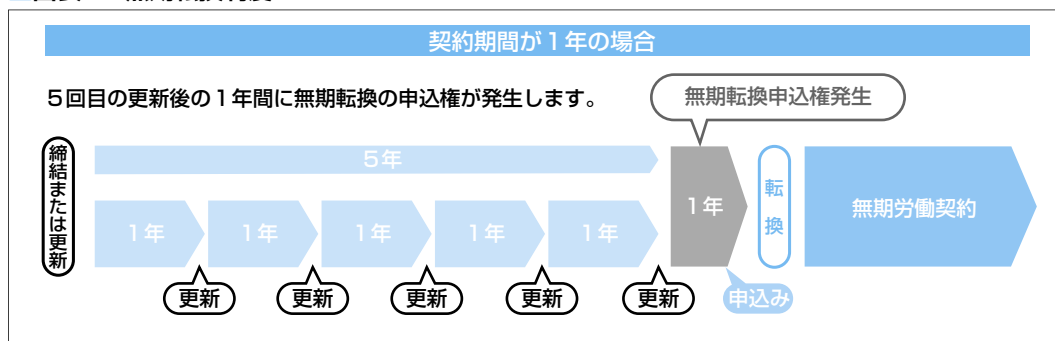 契約期間が1年の場合
5回目の更新後の1年間に無期転換の申込権が発生します。
無期転換申込権発生
締結または更新
5年
1年
1年
1年
1年
1年
1年
転換
無期労働契約
更新
更新
更新
更新
更新
申込み